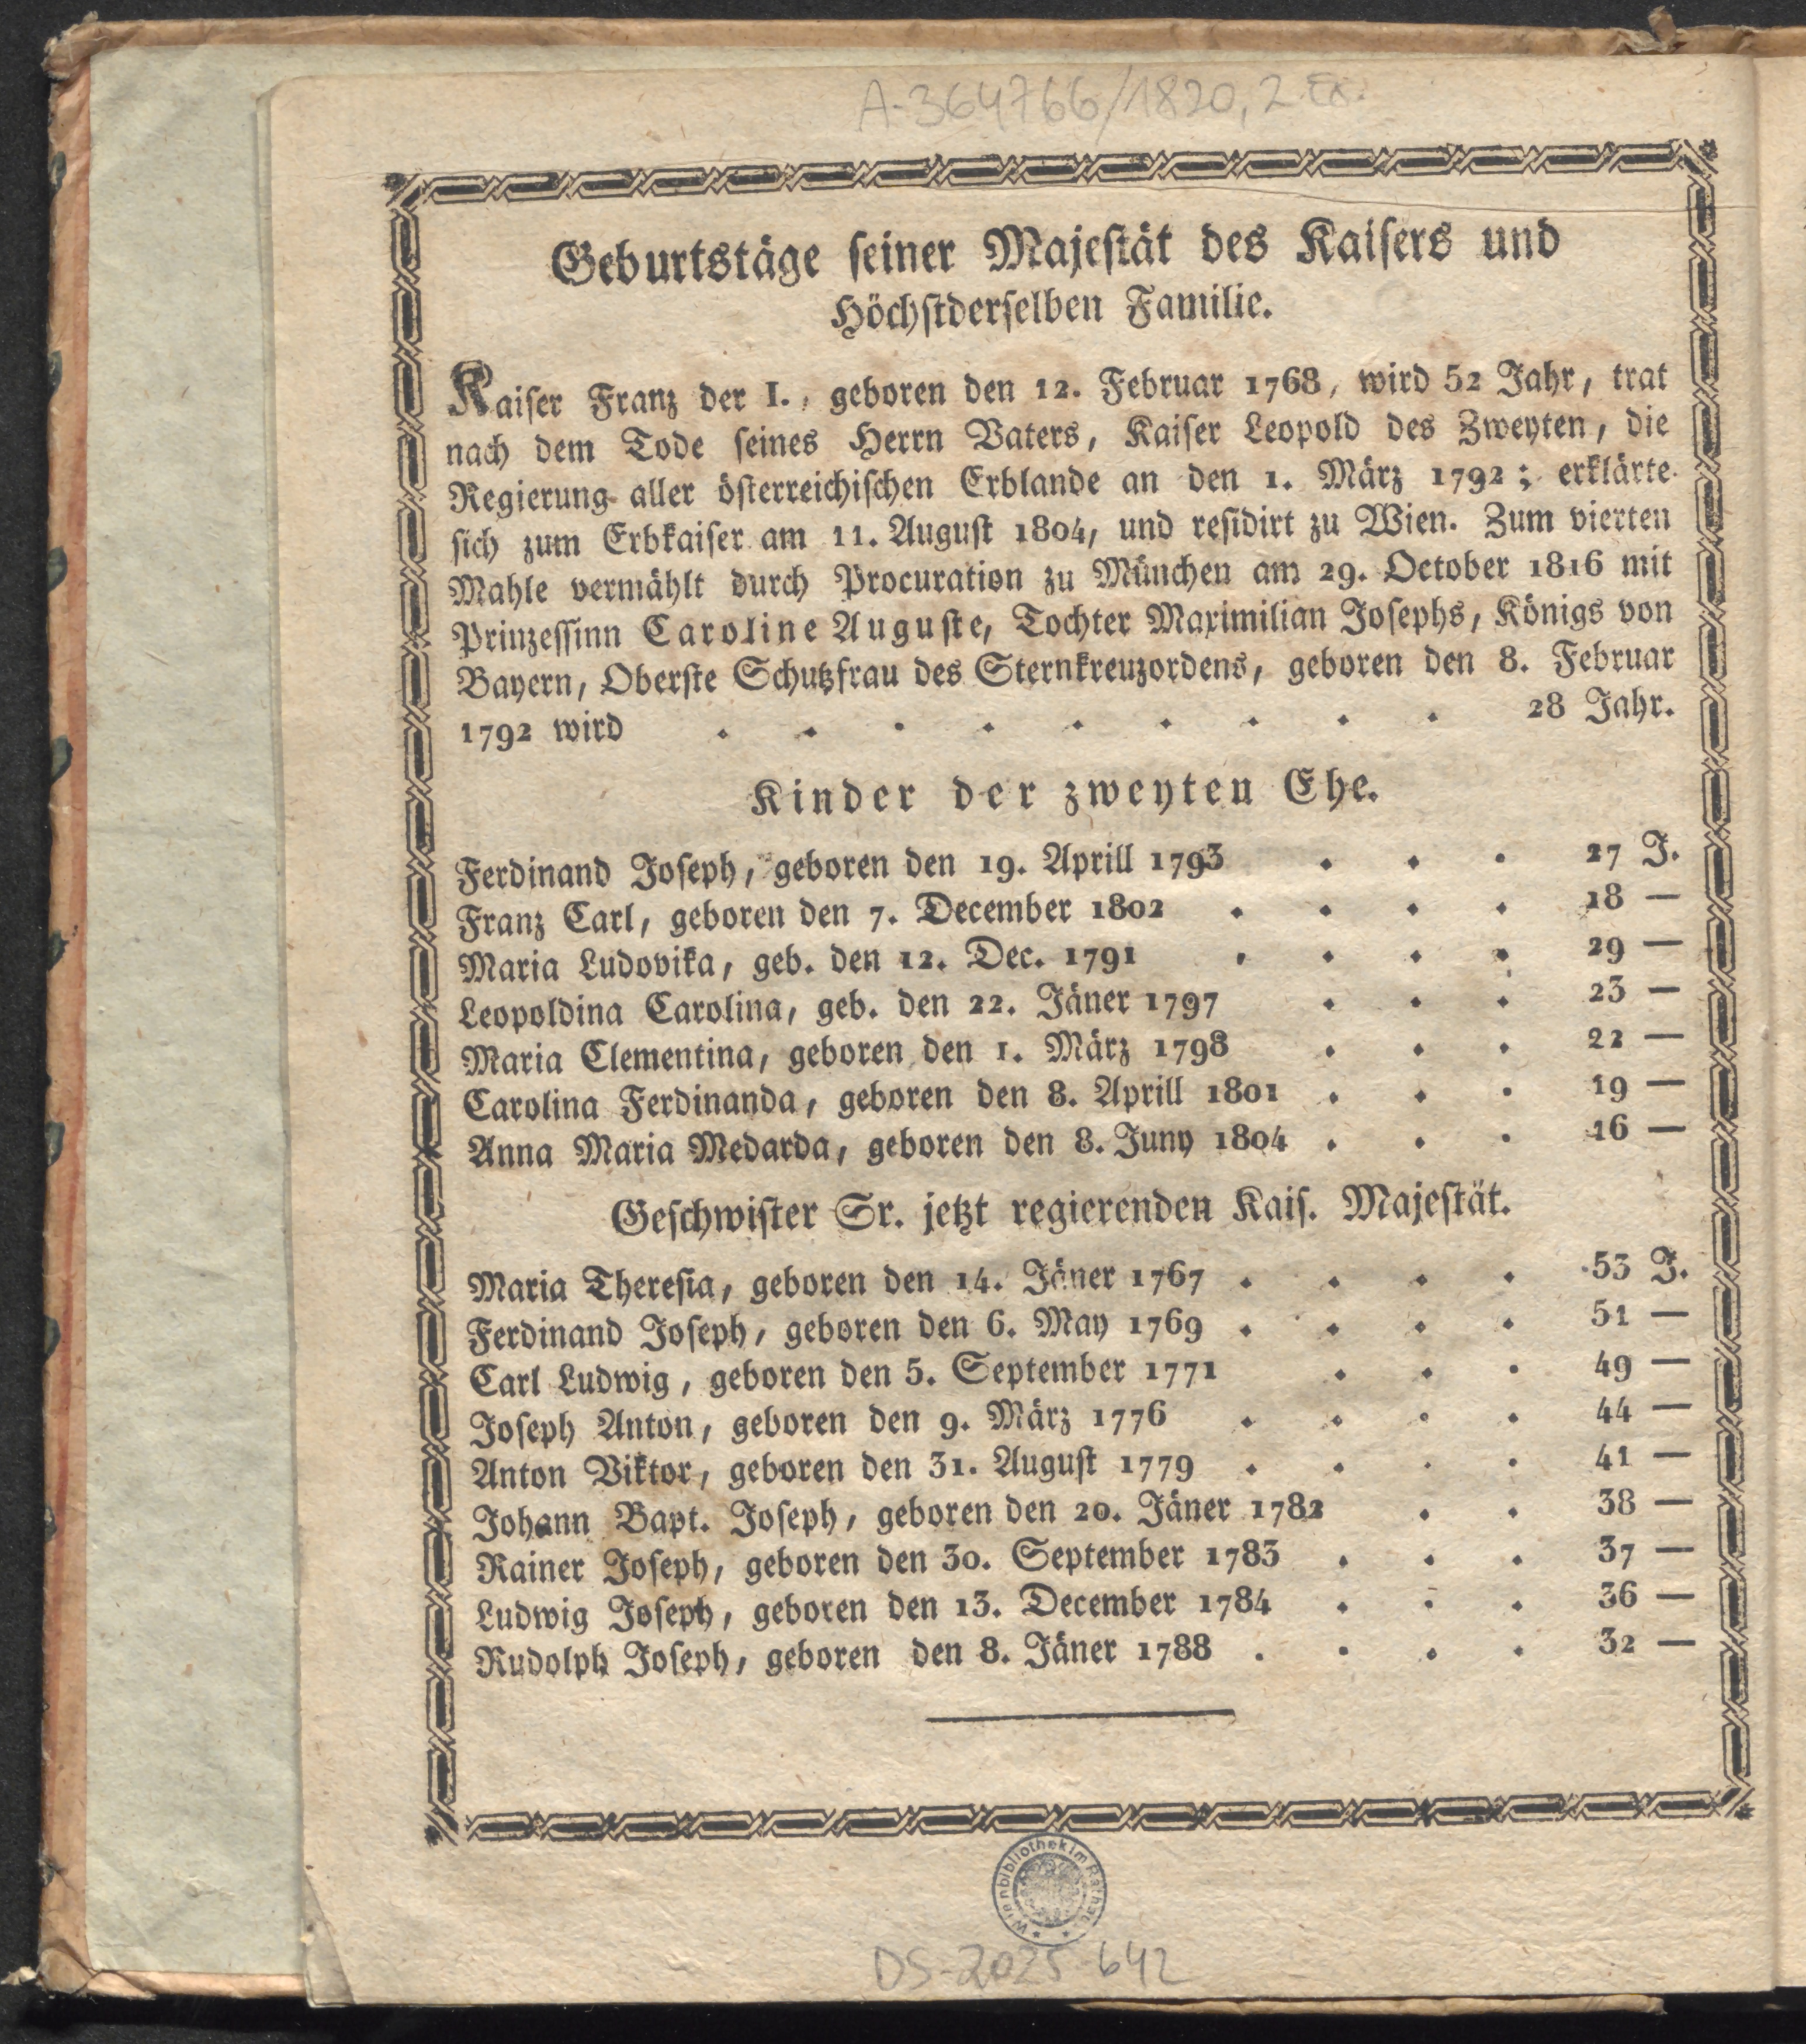 A-364766/1820, 2. Ex.
Geburtstäge seiner Majestät des Kaisers und
Höchstderselben Familie.
Kaiser Franz der I., geboren den 12. Februar 1768, wird 52 Jahr, trat
nach dem Tode seines Herrn Vaters, Kaiser Leopold des Zweyten, die
Regierung aller österreichischen Erblande an den 1. März 1792; erklärte
sich zum Erbkaiser am 11. August 1804, und residirt zu Wien. Zum vierten
Mahle vermählt durch Procuration zu München am 29. October 1816 mit
Prinzessinn Caroline Auguste, Tochter Maximilian Josephs, Königs von
Bayern, Oberste Schutzfrau des Sternkreuzordens, geboren den 8. Februar
1792 wird . . . . . . . . . 28 Jahr.
Kinder der zweyten Ehe.
Ferdinand Joseph, geboren den 19. Aprill 1793 . . . 27 J.
Franz Carl, geboren den 7. December 1802 . . . . 18 —
Maria Ludovika, geb. den 12. Dec. 1791 . . . . 29 —
Leopoldina Carolina, geb. den 22. Jäner 1797 . . . 23 —
Maria Clementina, geboren den 1. März 1798 . . . 22 —
Carolina Ferdinanda, geboren den 8. Aprill 1801 . . . 19 —
Anna Maria Medarda, geboren den 8. Juny 1804 . . . 16 —
Geschwister Sr. jetzt regierenden Kais. Majestät.
Maria Theresia, geboren den 14. Jäner 1767 . . . . 53 J.
Ferdinand Joseph, geboren den 6. May 1769 . . . . 51 —
Carl Ludwig, geboren den 5. September 1771 . . . 49 —
Joseph Anton, geboren den 9. März 1776 . . . . 44 —
Anton Viktor, geboren den 31. August 1779 . . . . 41 —
Johann Bapt. Joseph, geboren den 20. Jäner 1782 . . 38 —
Rainer Joseph, geboren den 30. September 1783 . . . 37 —
Ludwig Joseph, geboren den 13. December 1784 . . . 36 —
Rudolph Joseph, geboren den 8. Jäner 1788 . . . . 32 —
Wienbibliothek im Rathaus
DS-2025-642